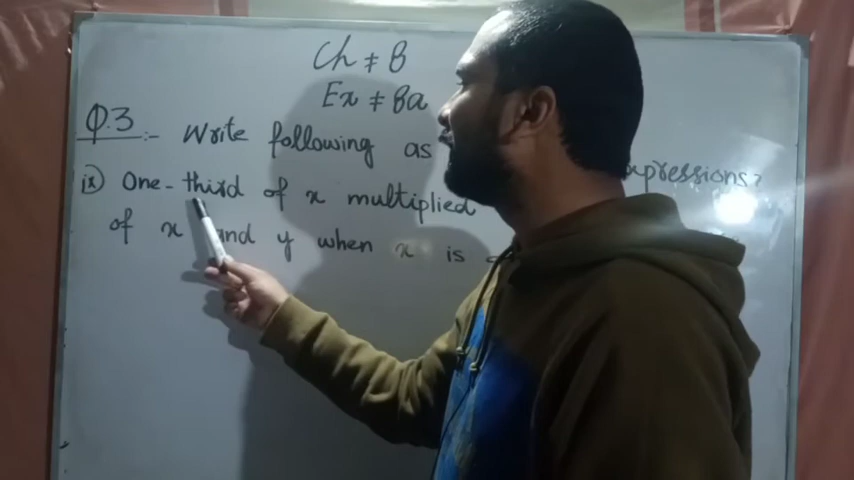 Ch # 8
Ex # 8a
Q.3:- Write following as xpressions?
ix) One-third of x multiplied
of x and y when x is